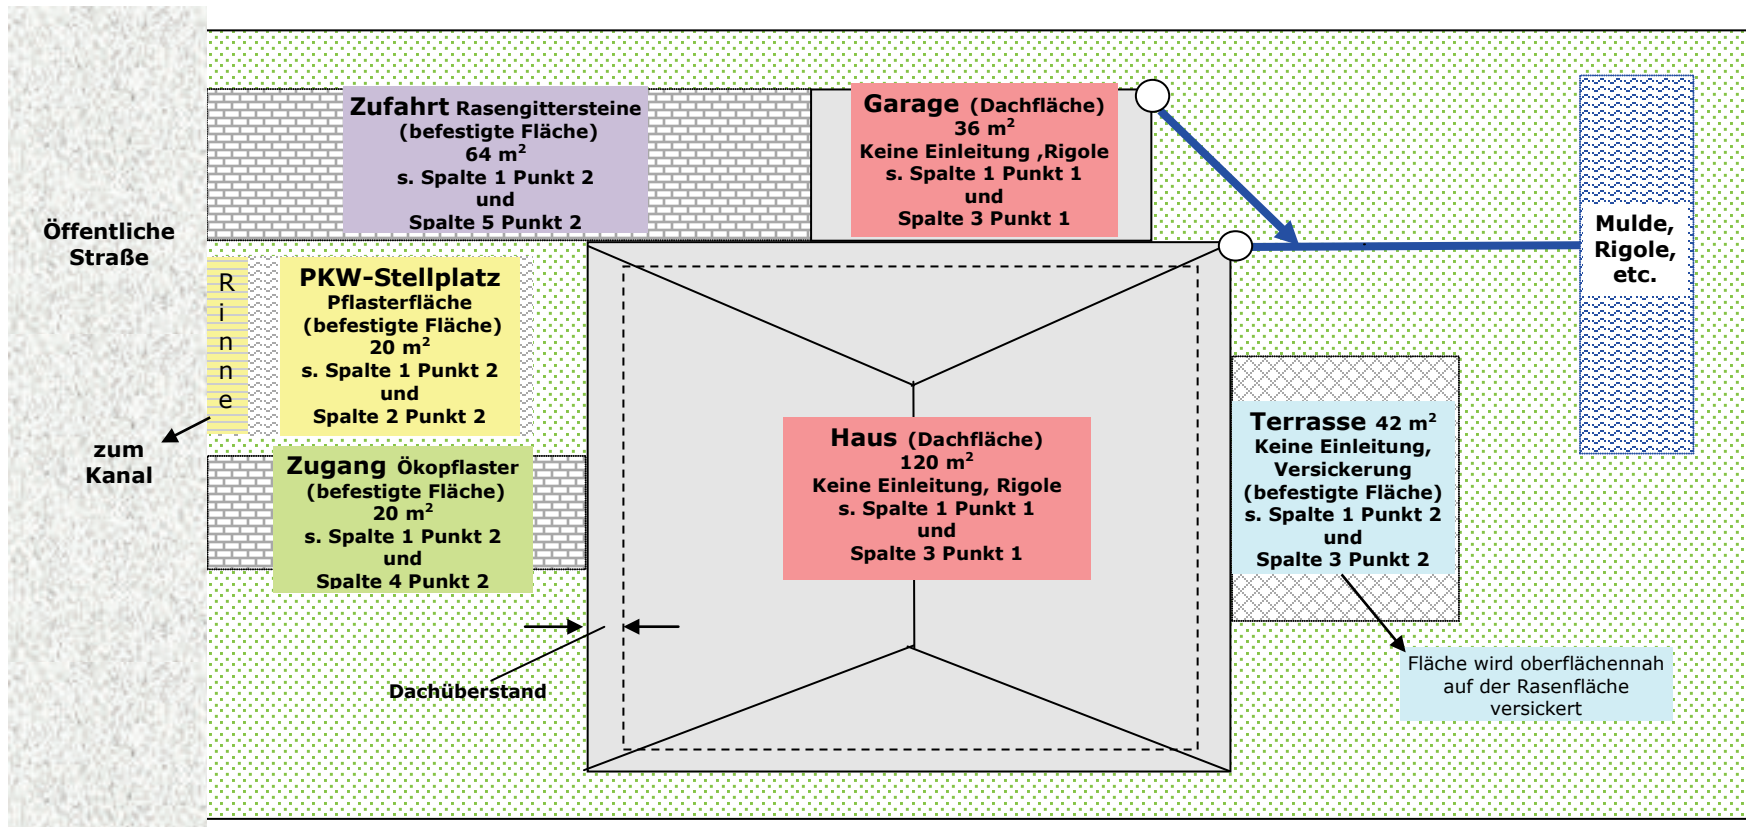 Öffentliche
Straße
zum
Kanal
Zufahrt Rasengittersteine
(befestigte Fläche)
64 m²
s. Spalte 1 Punkt 2
und
Spalte 5 Punkt 2
Garage (Dachfläche)
36 m²
Keine Einleitung ,Rigole
s. Spalte 1 Punkt 1
und
Spalte 3 Punkt 1
Mulde,
Rigole,
etc.
R
i
n
n
e
PKW-Stellplatz
Pflasterfläche
(befestigte Fläche)
20 m²
s. Spalte 1 Punkt 2
und
Spalte 2 Punkt 2
Zugang Ökopflaster
(befestigte Fläche)
20 m²
s. Spalte 1 Punkt 2
und
Spalte 4 Punkt 2
Haus (Dachfläche)
120 m²
Keine Einleitung, Rigole
s. Spalte 1 Punkt 1
und
Spalte 3 Punkt 1
Terrasse 42 m²
Keine Einleitung,
Versickerung
(befestigte Fläche)
s. Spalte 1 Punkt 2
und
Spalte 3 Punkt 2
Dachüberstand
Fläche wird oberflächennah
auf der Rasenfläche
versickert